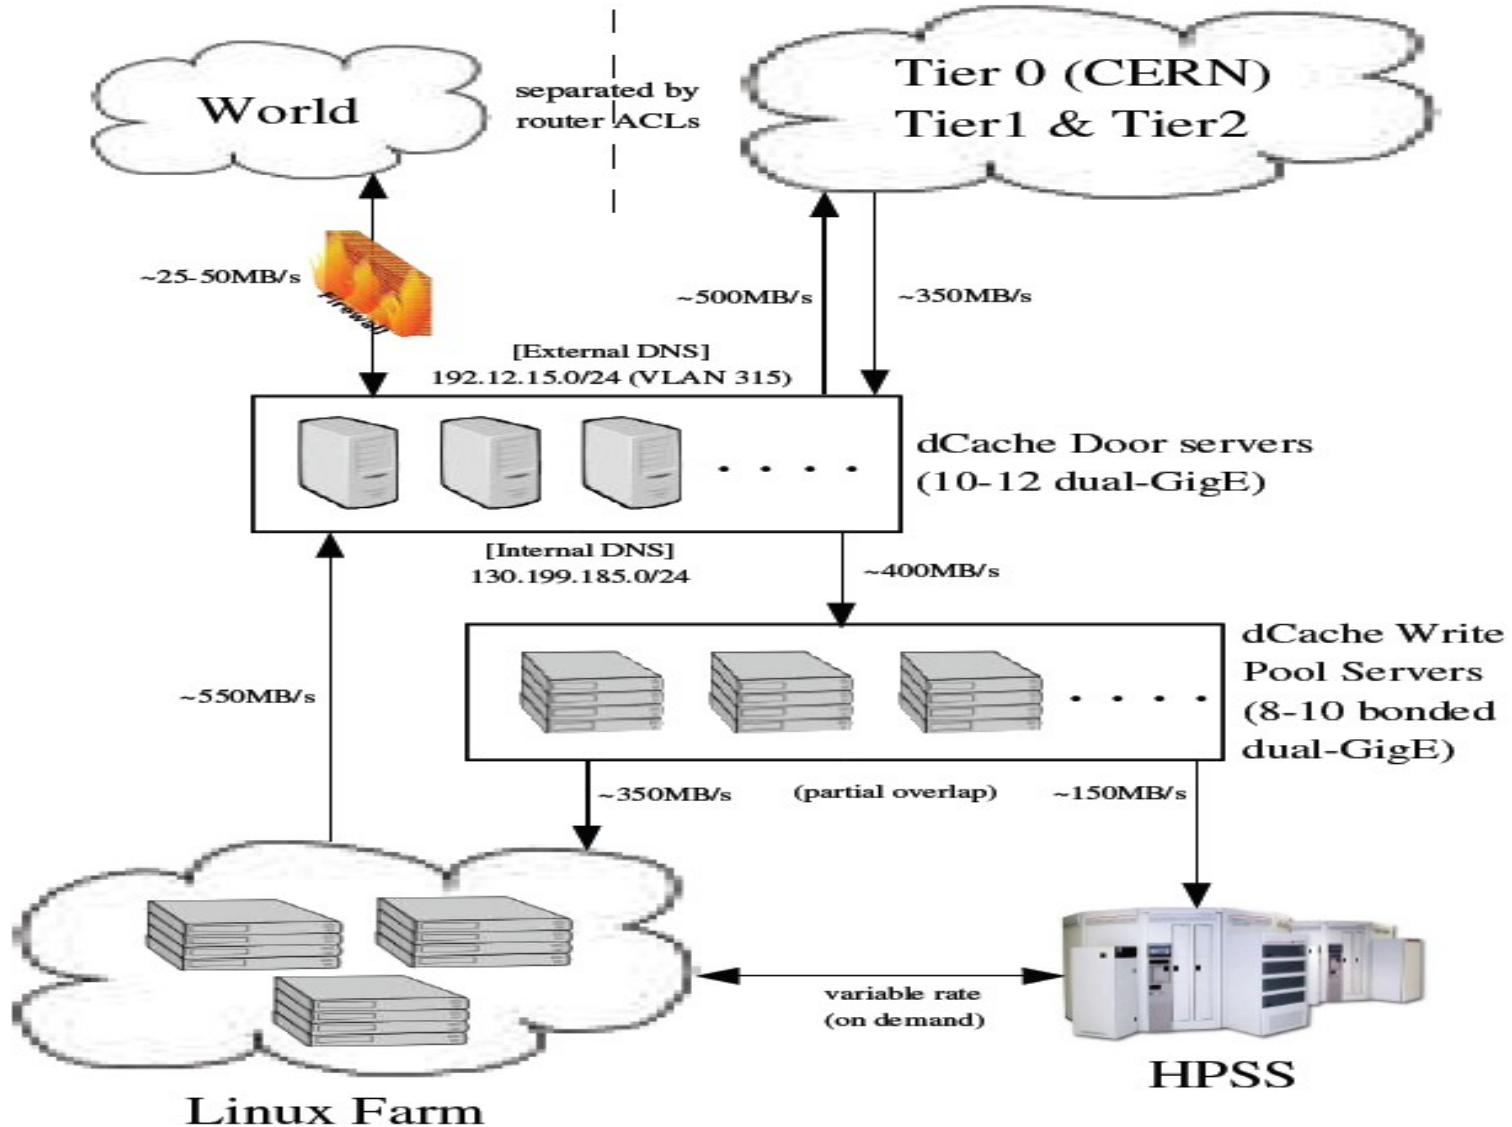 World
separated by
router ACLs
Tier 0 (CERN)
Tier1 & Tier2
~25-50MB/s
Firewall
~500MB/s
~350MB/s
[External DNS]
192.12.15.0/24 (VLAN 315)
dCache Door servers
(10-12 dual-GigE)
[Internal DNS]
130.199.185.0/24
~400MB/s
dCache Write
Pool Servers
(8-10 bonded
dual-GigE)
~550MB/s
~350MB/s
(partial overlap)
~150MB/s
variable rate
(on demand)
HPSS
Linux Farm